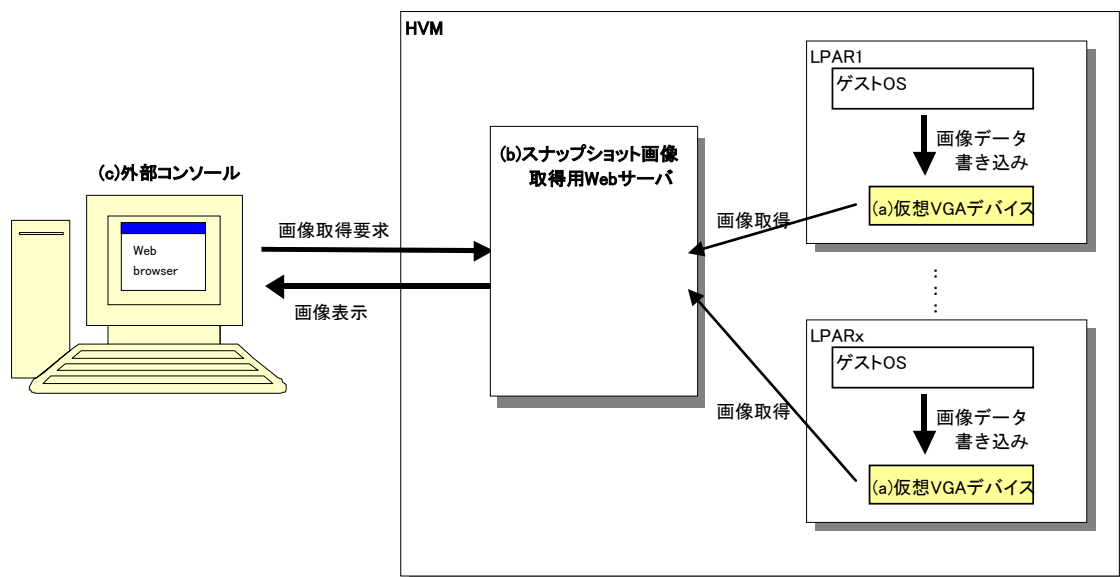 HVM
(c)外部コンソール
Web
browser
画像取得要求
画像表示
(b)スナップショット画像
取得用Webサーバ
画像取得
画像取得
LPAR1
ゲストOS
画像データ
書き込み
(a)仮想VGAデバイス
LPARx
ゲストOS
画像データ
書き込み
(a)仮想VGAデバイス